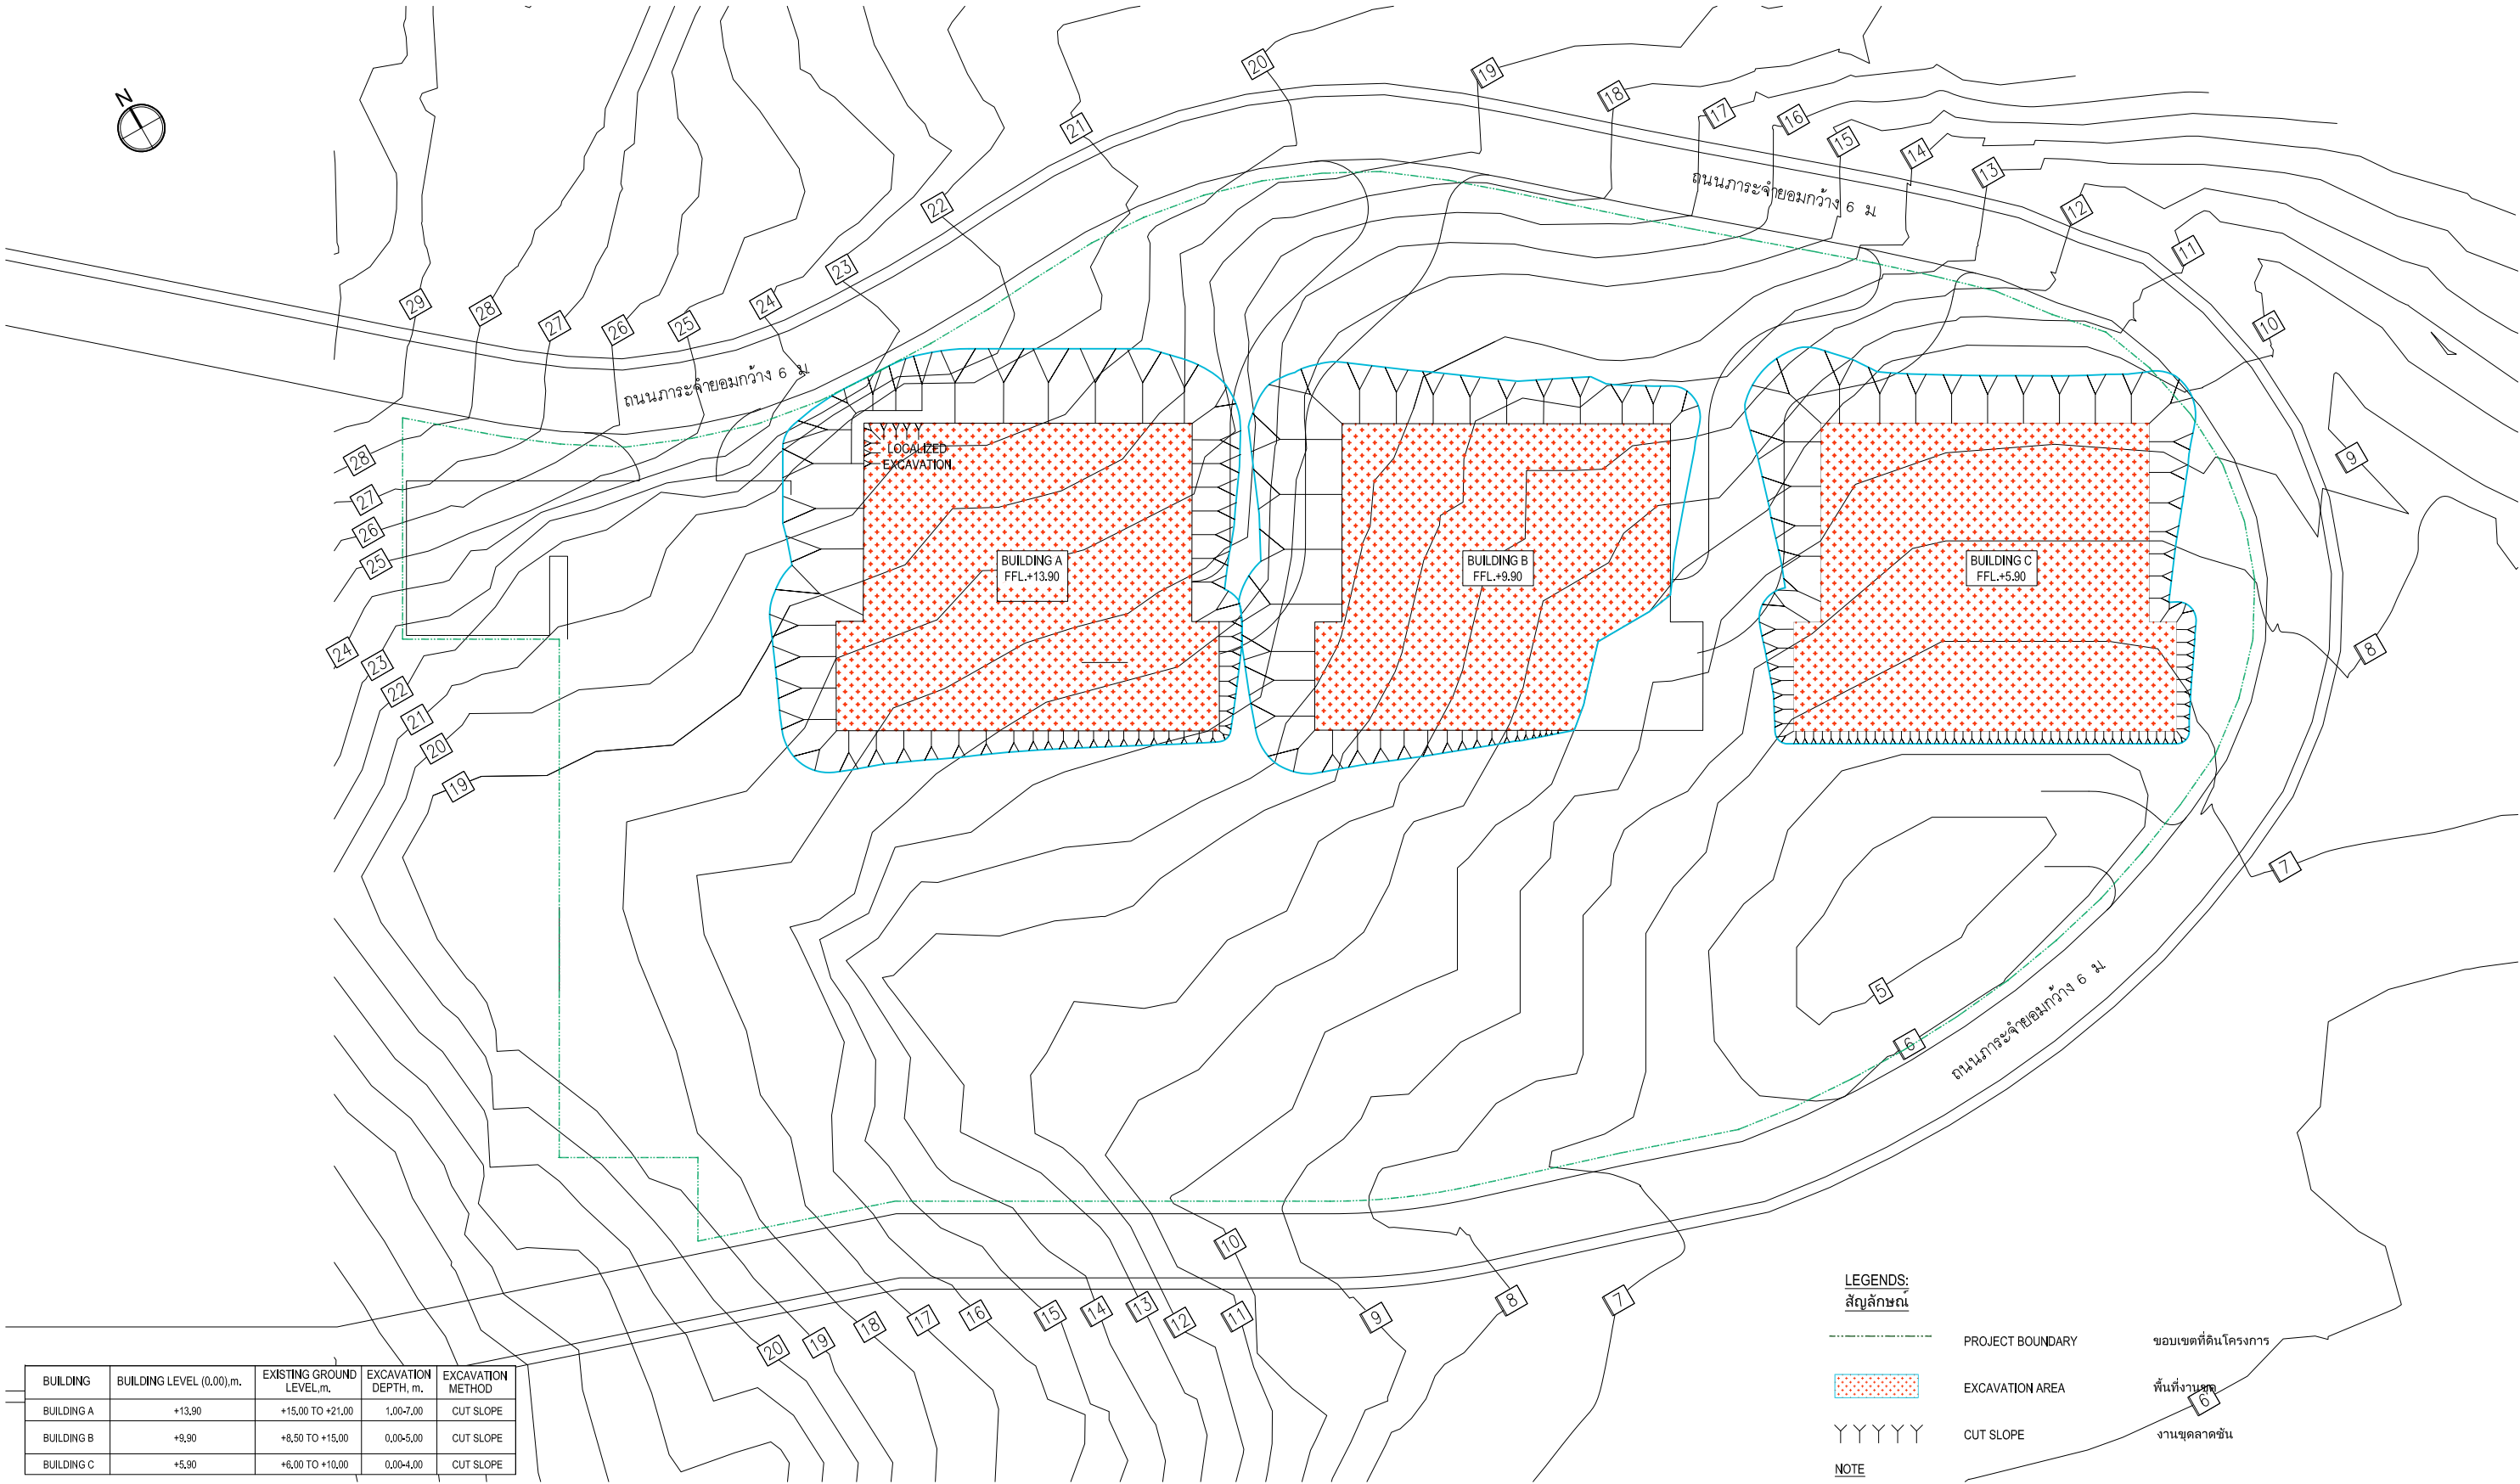 N
20
19
18
17
16
15
14
13
12
11
10
9
8
7
21
22
23
24
25
26
27
28
29
ถนนภาระจำยอมกว้าง 6 ม
ถนนภาระจำยอมกว้าง 6 ม
28
27
26
25
24
23
22
21
20
19
LOCALIZED
EXCAVATION
BUILDING A
FFL.+13.90
BUILDING B
FFL.+9.90
BUILDING C
FFL.+5.90
5
6
ถนนภาระจำยอมกว้าง 6 ม
20
19
18
17
16
15
14
13
12
11
10
9
8
7
6
LEGENDS:
สัญลักษณ์
PROJECT BOUNDARY ขอบเขตที่ดินโครงการ
EXCAVATION AREA พื้นที่งานขุด
CUT SLOPE งานขุดลาดชัน
NOTE
BUILDING BUILDING LEVEL (0.00),m. EXISTING GROUND LEVEL,m. EXCAVATION DEPTH, m. EXCAVATION METHOD
BUILDING A +13.90 +15.00 TO +21.00 1.00-7.00 CUT SLOPE
BUILDING B +9.90 +8.50 TO +15.00 0.00-5.00 CUT SLOPE
BUILDING C +5.90 +6.00 TO +10.00 0.00-4.00 CUT SLOPE